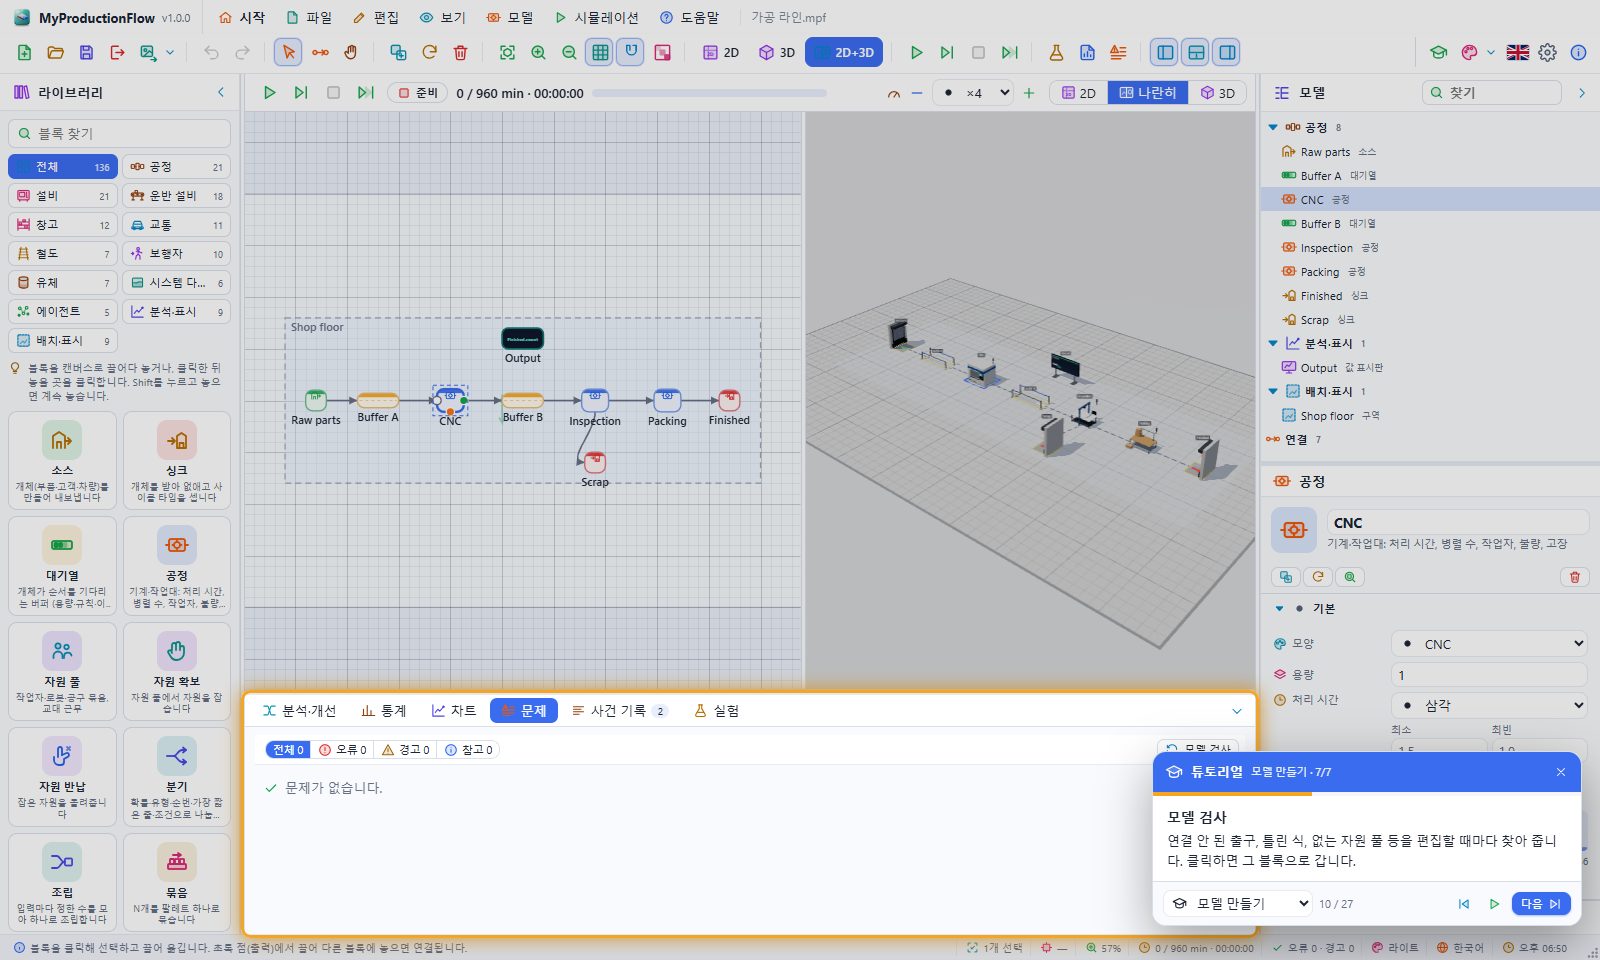 MyProductionFlow v1.0.0
시작 파일 편집 보기 모델 시뮬레이션 도움말 가공 라인.mpf
2D 3D 2D+3D
라이브러리
블록 찾기
전체 136
공정 21
설비 21
운반 설비 18
창고 12
교통 11
철도 7
보행자 10
유체 7
시스템 다... 6
에이전트 5
분석·표시 9
배치·표시 9
블록을 캔버스로 끌어다 놓거나, 클릭한 뒤
놓을 곳을 클릭합니다. Shift를 누르고 놓으
면 계속 놓습니다.
소스
개체(부품·고객·차량)를
만들어 내보냅니다
싱크
개체를 받아 없애고 사
이클 타임을 셉니다
대기열
개체가 순서를 기다리
는 버퍼 (용량·규칙·이...
공정
기계·작업대: 처리 시간,
병렬 수, 작업자, 불량,...
자원 풀
작업자·로봇·공구 묶음,
교대 근무
자원 확보
자원 풀에서 자원을 잡
습니다
자원 반납
잡은 자원을 돌려줍니
다
분기
확률·유형·순번·가장 짧
은 줄·조건으로 나눕...
조립
입력마다 정한 수를 모
아 하나로 조립합니다
묶음
N개를 팔레트 하나로
묶습니다
준비 0 / 960 min · 00:00:00
×4
2D 나란히 3D
Shop floor
Output
Raw parts
Buffer A
CNC
Buffer B
Inspection
Packing
Finished
Scrap
분석·개선 통계 차트 문제 사건 기록 2 실험
전체 0 오류 0 경고 0 참고 0
모델 검사
문제가 없습니다.
모델
찾기
공정 8
Raw parts 소스
Buffer A 대기열
CNC 공정
Buffer B 대기열
Inspection 공정
Packing 공정
Finished 싱크
Scrap 싱크
분석·표시 1
Output 값 표시판
배치·표시 1
Shop floor 구역
연결 7
공정
CNC
기계·작업대: 처리 시간, 병렬 수, 작업자, 불량, 고장
기본
모양 CNC
용량 1
처리 시간 삼각
최소 최빈
튜토리얼 모델 만들기 · 7/7
모델 검사
연결 안 된 출구, 틀린 식, 없는 자원 풀 등을 편집할 때마다 찾아 줍니
다. 클릭하면 그 블록으로 갑니다.
모델 만들기 10 / 27 다음
블록을 클릭해 선택하고 끌어 옮깁니다. 초록 점(출력)에서 끌어 다른 블록에 놓으면 연결됩니다.
1개 선택 — 57% 0 / 960 min · 00:00:00 오류 0 · 경고 0 라이트 한국어 오후 06:50